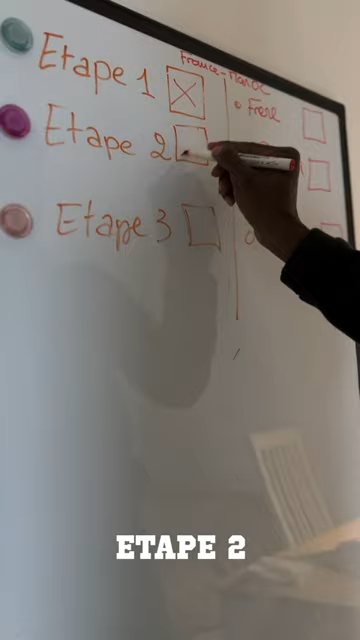 Etape 1
Etape 2
Etape 3
France-Maroc
Frere
ETAPE 2